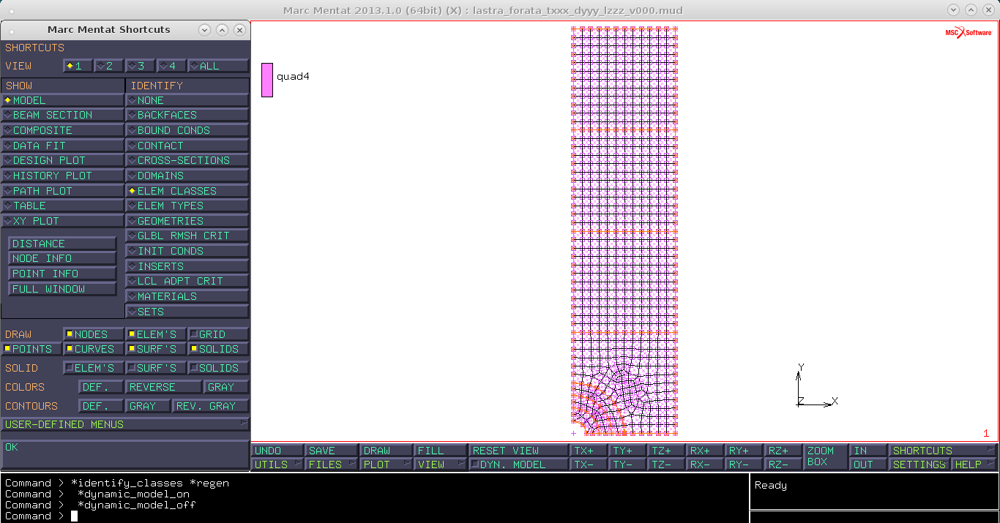 Marc Mentat 2013.1.0 (64bit) (X) : lastra_forata_txxx_dyyy_lzzz_v000.mud
Marc Mentat Shortcuts
SHORTCUTS
VIEW 1 2 3 4 ALL
SHOW IDENTIFY
MODEL NONE
BEAM SECTION BACKFACES
COMPOSITE BOUND CONDS
DATA FIT CONTACT
DESIGN PLOT CROSS-SECTIONS
HISTORY PLOT DOMAINS
PATH PLOT ELEM CLASSES
TABLE ELEM TYPES
XY PLOT GEOMETRIES
GLBL RMSH CRIT
DISTANCE INIT CONDS
NODE INFO INSERTS
POINT INFO LCL ADPT CRIT
FULL WINDOW MATERIALS
SETS
DRAW NODES ELEM'S GRID
POINTS CURVES SURF'S SOLIDS
SOLID ELEM'S SURF'S SOLIDS
COLORS DEF. REVERSE GRAY
CONTOURS DEF. GRAY REV. GRAY
USER-DEFINED MENUS
OK
quad4
MSC Software
Y
Z X
1
UNDO SAVE DRAW FILL RESET VIEW TX+ TY+ TZ+ RX+ RY+ RZ+ ZOOM BOX IN SHORTCUTS
UTILS FILES PLOT VIEW DYN. MODEL TX- TY- TZ- RX- RY- RZ- OUT SETTINGS HELP
Command > *identify_classes *regen
Command > *dynamic_model_on
Command > *dynamic_model_off
Command >
Ready